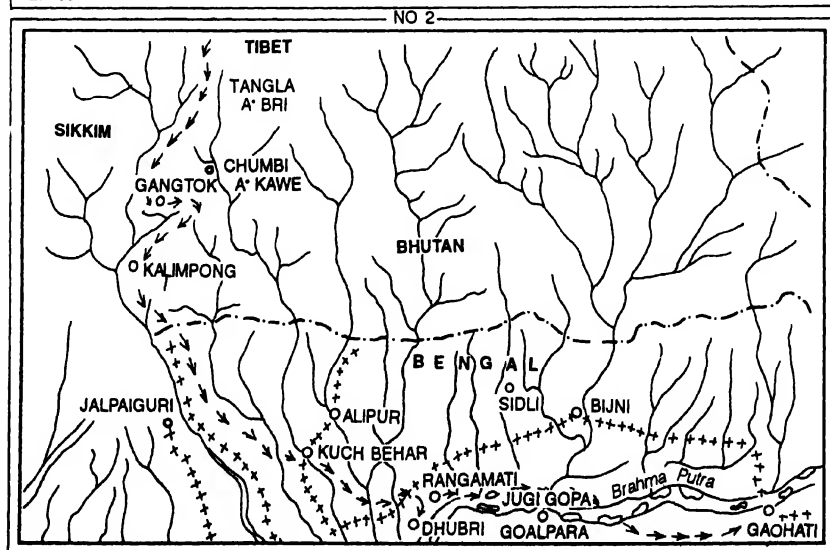 NO 2
TIBET
TANGLA
A• BRI
SIKKIM
CHUMBI
A• KAWE
GANGTOK
BHUTAN
KALIMPONG
BENGAL
SIDLI
BIJNI
JALPAIGURI
ALIPUR
KUCH BEHAR
RANGAMATI
JUGI GOPA
Brahma Putra
DHUBRI
GOALPARA
GAOHATI